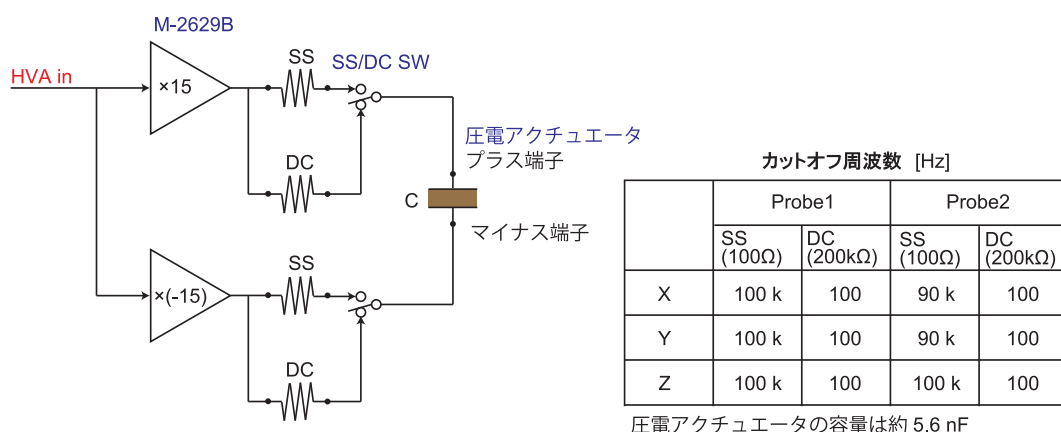 M-2629B
HVA in
×15
SS
SS/DC SW
DC
圧電アクチュエータ
プラス端子
C
マイナス端子
×(-15)
SS
DC
カットオフ周波数 [Hz]
Probe1 Probe2
SS (100Ω) DC (200kΩ) SS (100Ω) DC (200kΩ)
X 100 k 100 90 k 100
Y 100 k 100 90 k 100
Z 100 k 100 100 k 100
圧電アクチュエータの容量は約 5.6 nF